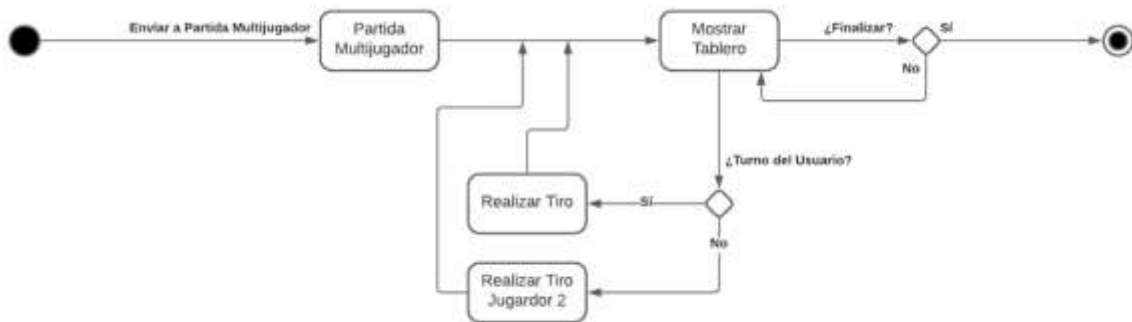 Enviar a Partida Multijugador
Partida
Multijugador
Mostrar
Tablero
¿Finalizar?
Sí
No
¿Turno del Usuario?
Realizar Tiro
Sí
No
Realizar Tiro
Jugardor 2